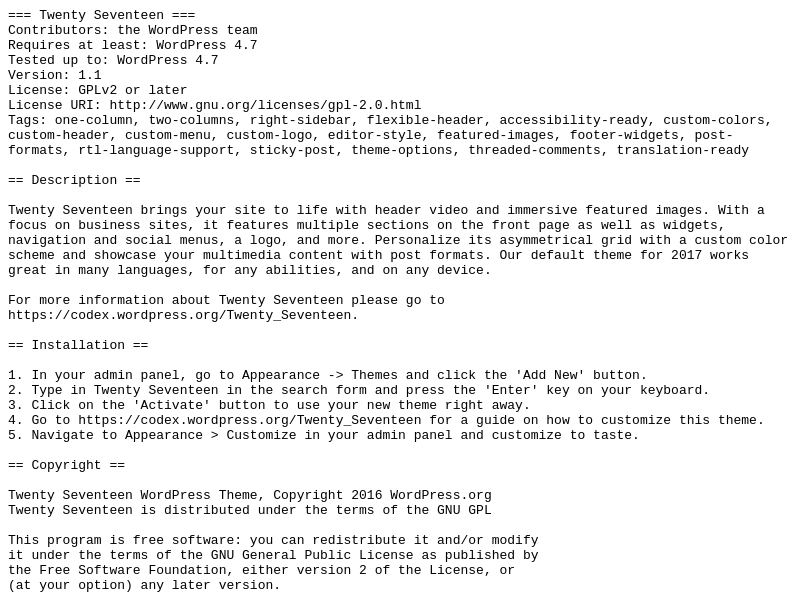 === Twenty Seventeen ===
Contributors: the WordPress team
Requires at least: WordPress 4.7
Tested up to: WordPress 4.7
Version: 1.1
License: GPLv2 or later
License URI: http://www.gnu.org/licenses/gpl-2.0.html
Tags: one-column, two-columns, right-sidebar, flexible-header, accessibility-ready, custom-colors,
custom-header, custom-menu, custom-logo, editor-style, featured-images, footer-widgets, post-
formats, rtl-language-support, sticky-post, theme-options, threaded-comments, translation-ready
== Description ==
Twenty Seventeen brings your site to life with header video and immersive featured images. With a
focus on business sites, it features multiple sections on the front page as well as widgets,
navigation and social menus, a logo, and more. Personalize its asymmetrical grid with a custom color
scheme and showcase your multimedia content with post formats. Our default theme for 2017 works
great in many languages, for any abilities, and on any device.
For more information about Twenty Seventeen please go to
https://codex.wordpress.org/Twenty_Seventeen.
== Installation ==
1. In your admin panel, go to Appearance -> Themes and click the 'Add New' button.
2. Type in Twenty Seventeen in the search form and press the 'Enter' key on your keyboard.
3. Click on the 'Activate' button to use your new theme right away.
4. Go to https://codex.wordpress.org/Twenty_Seventeen for a guide on how to customize this theme.
5. Navigate to Appearance > Customize in your admin panel and customize to taste.
== Copyright ==
Twenty Seventeen WordPress Theme, Copyright 2016 WordPress.org
Twenty Seventeen is distributed under the terms of the GNU GPL
This program is free software: you can redistribute it and/or modify
it under the terms of the GNU General Public License as published by
the Free Software Foundation, either version 2 of the License, or
(at your option) any later version.